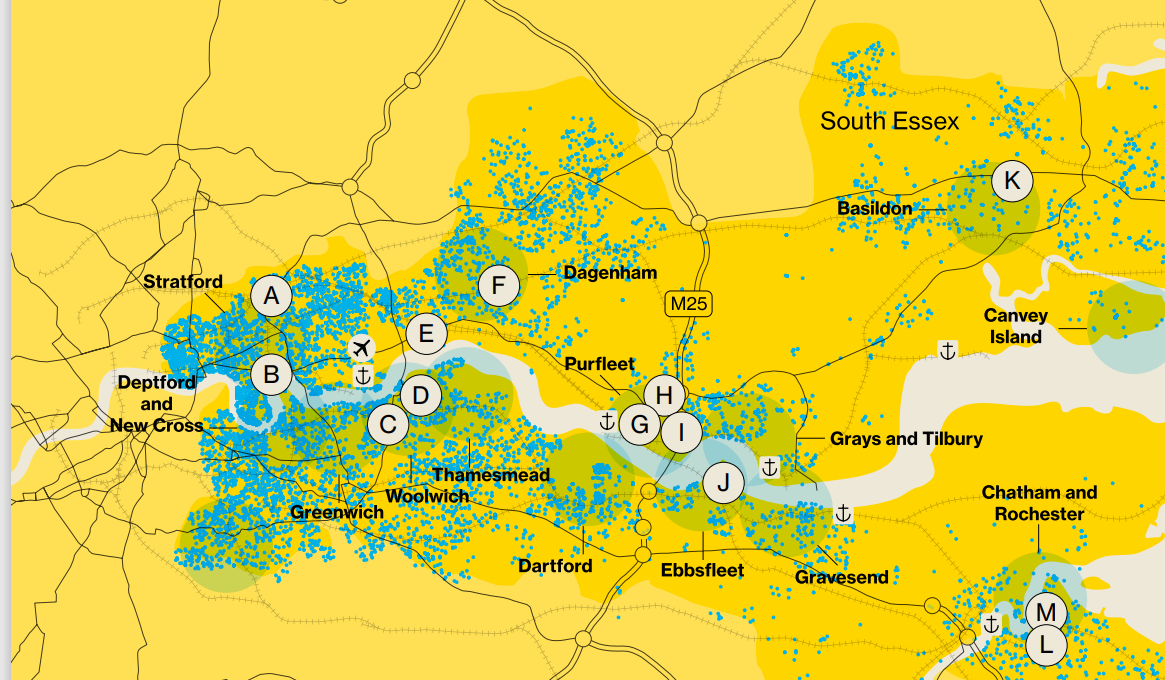 South Essex
K
Basildon
Stratford
A
F
Dagenham
M25
E
Canvey
Island
Purfleet
B
Deptford
and
New Cross
D
H
C
G
I
Grays and Tilbury
Thamesmead
J
Woolwich
Greenwich
Chatham and
Rochester
Dartford
Ebbsfleet
Gravesend
M
L